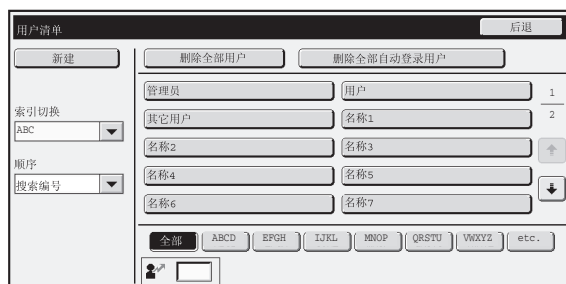 用户清单 后退
新建 删除全部用户 删除全部自动登录用户
管理员 用户 1
索引切换 其它用户 名称1 2
ABC
名称2 名称3
顺序
搜索编号 名称4 名称5
名称6 名称7
全部 ABCD EFGH IJKL MNOP QRSTU VWXYZ etc.